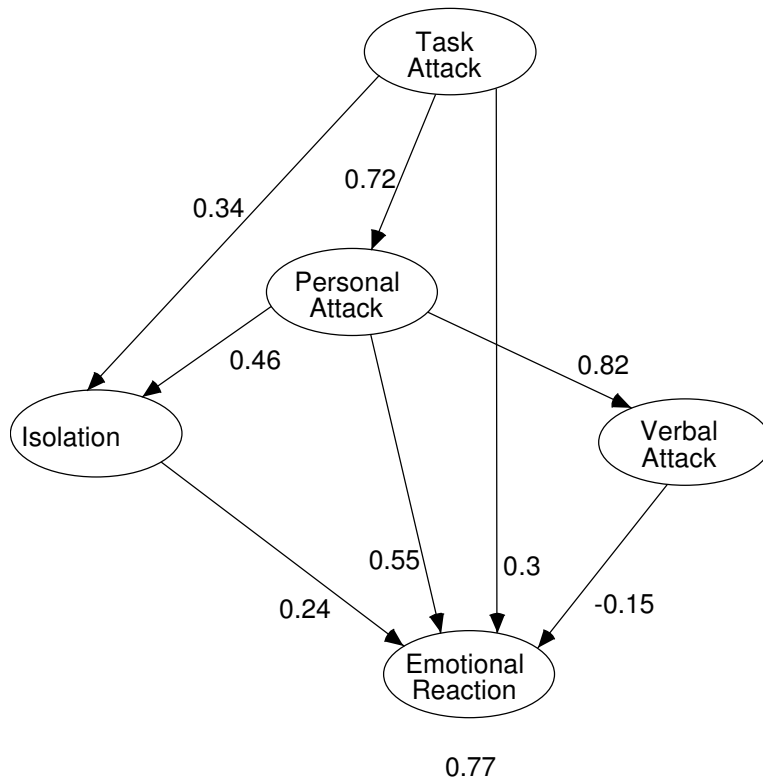 Task
Attack
0.72
0.34
Personal
Attack
0.46
0.82
Isolation
Verbal
Attack
0.55
0.3
0.24
-0.15
Emotional
Reaction
0.77